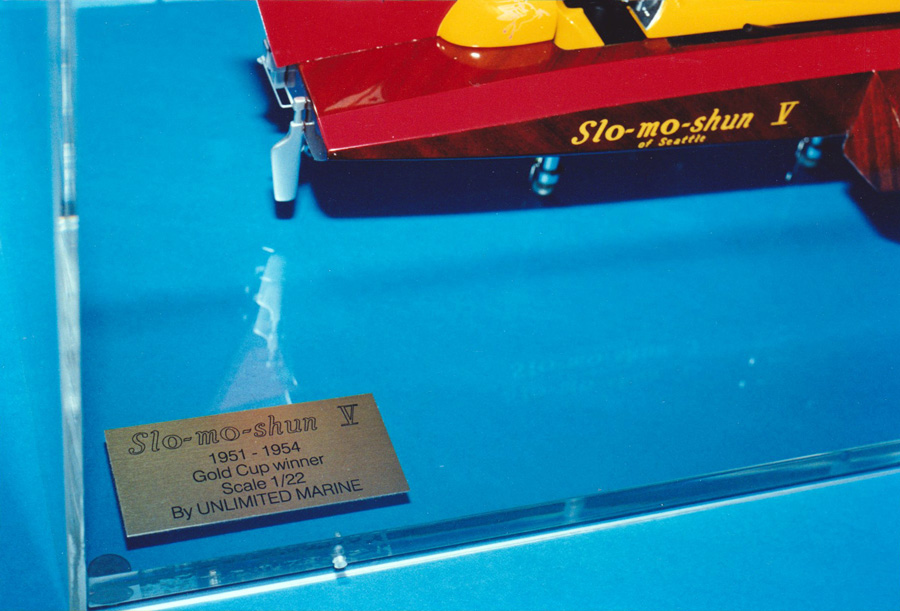 Slo-mo-shun V
of Seattle
Slo-mo-shun V
1951 - 1954
Gold Cup winner
Scale 1/22
By UNLIMITED MARINE